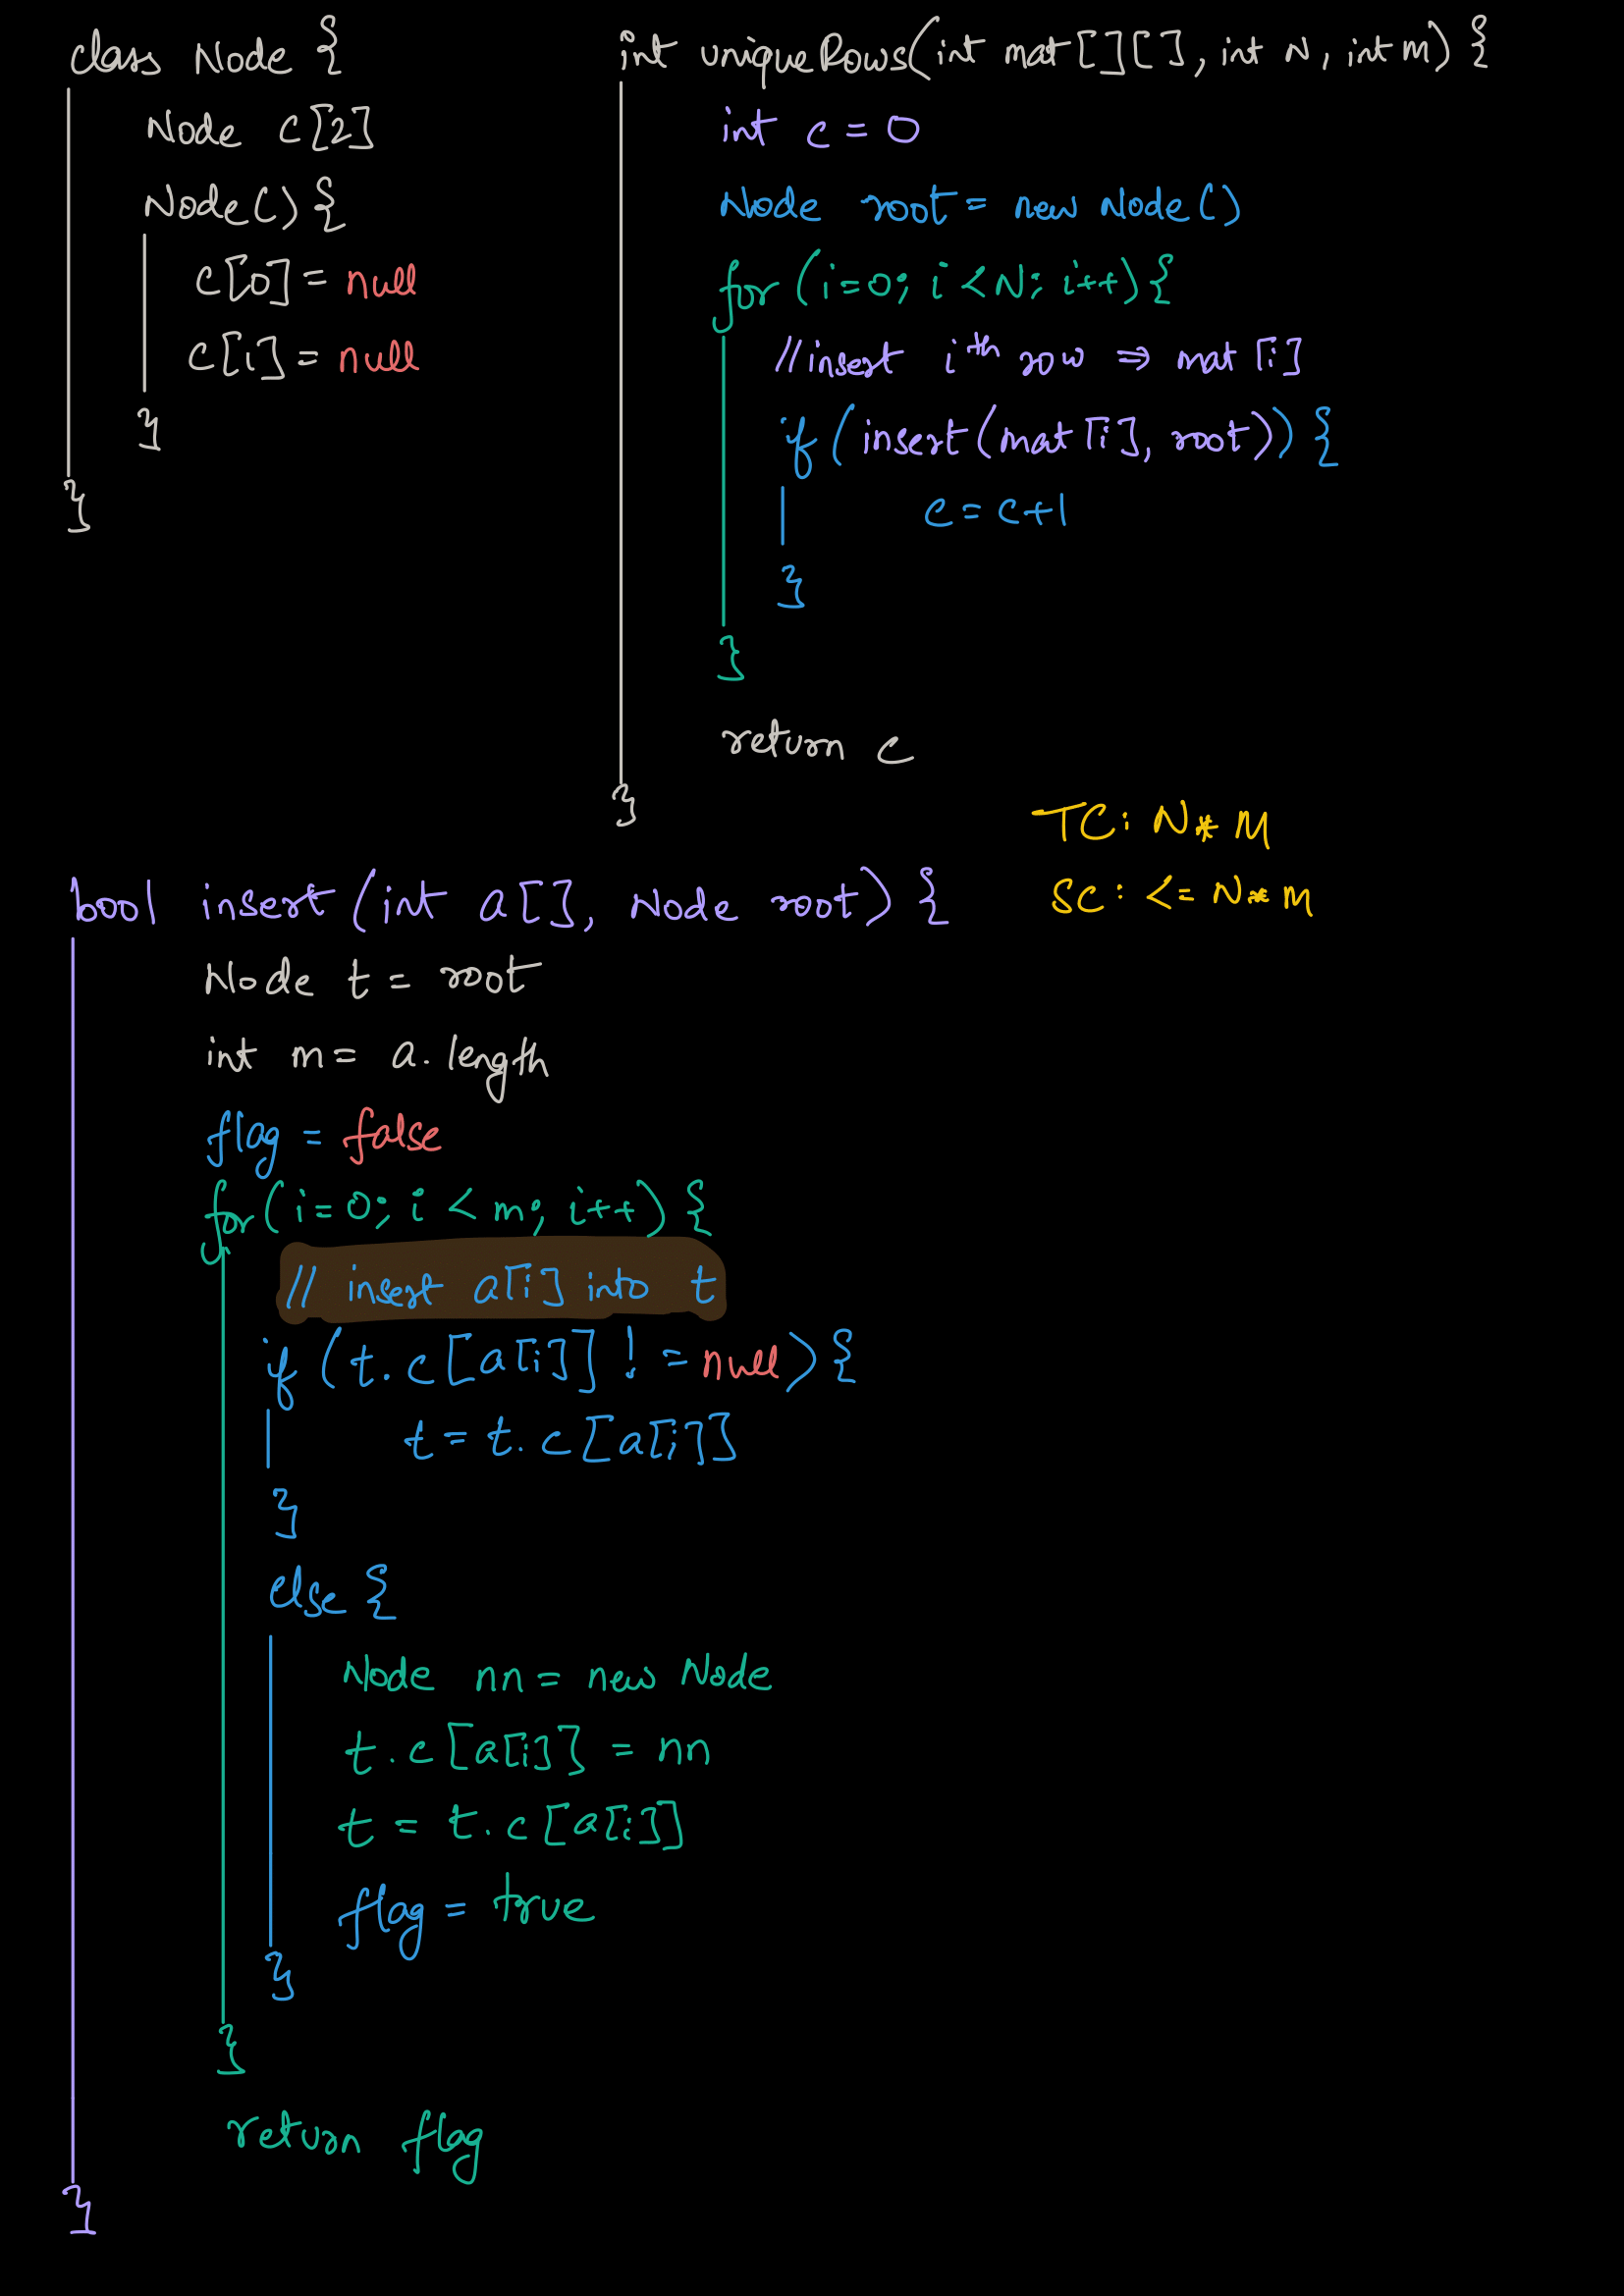 class Node {
Node c[2]
Node() {
c[0] = null
c[1] = null
}
}
int uniqueRows(int mat[][], int N, int M) {
int c = 0
Node root = new Node()
for (i=0; i<N; i++) {
//insert iᵗʰ row ⇒ mat[i]
if (insert(mat[i], root)) {
c = c+1
}
}
return c
}
TC: N*M
SC: <= N*M
bool insert(int a[], Node root) {
Node t = root
int m = a.length
flag = false
for(i=0; i<m; i++) {
// insert a[i] into t
if (t.c[a[i]] != null) {
t = t.c[a[i]]
}
else {
Node nn = new Node
t.c[a[i]] = nn
t = t.c[a[i]]
flag = true
}
}
return flag
}